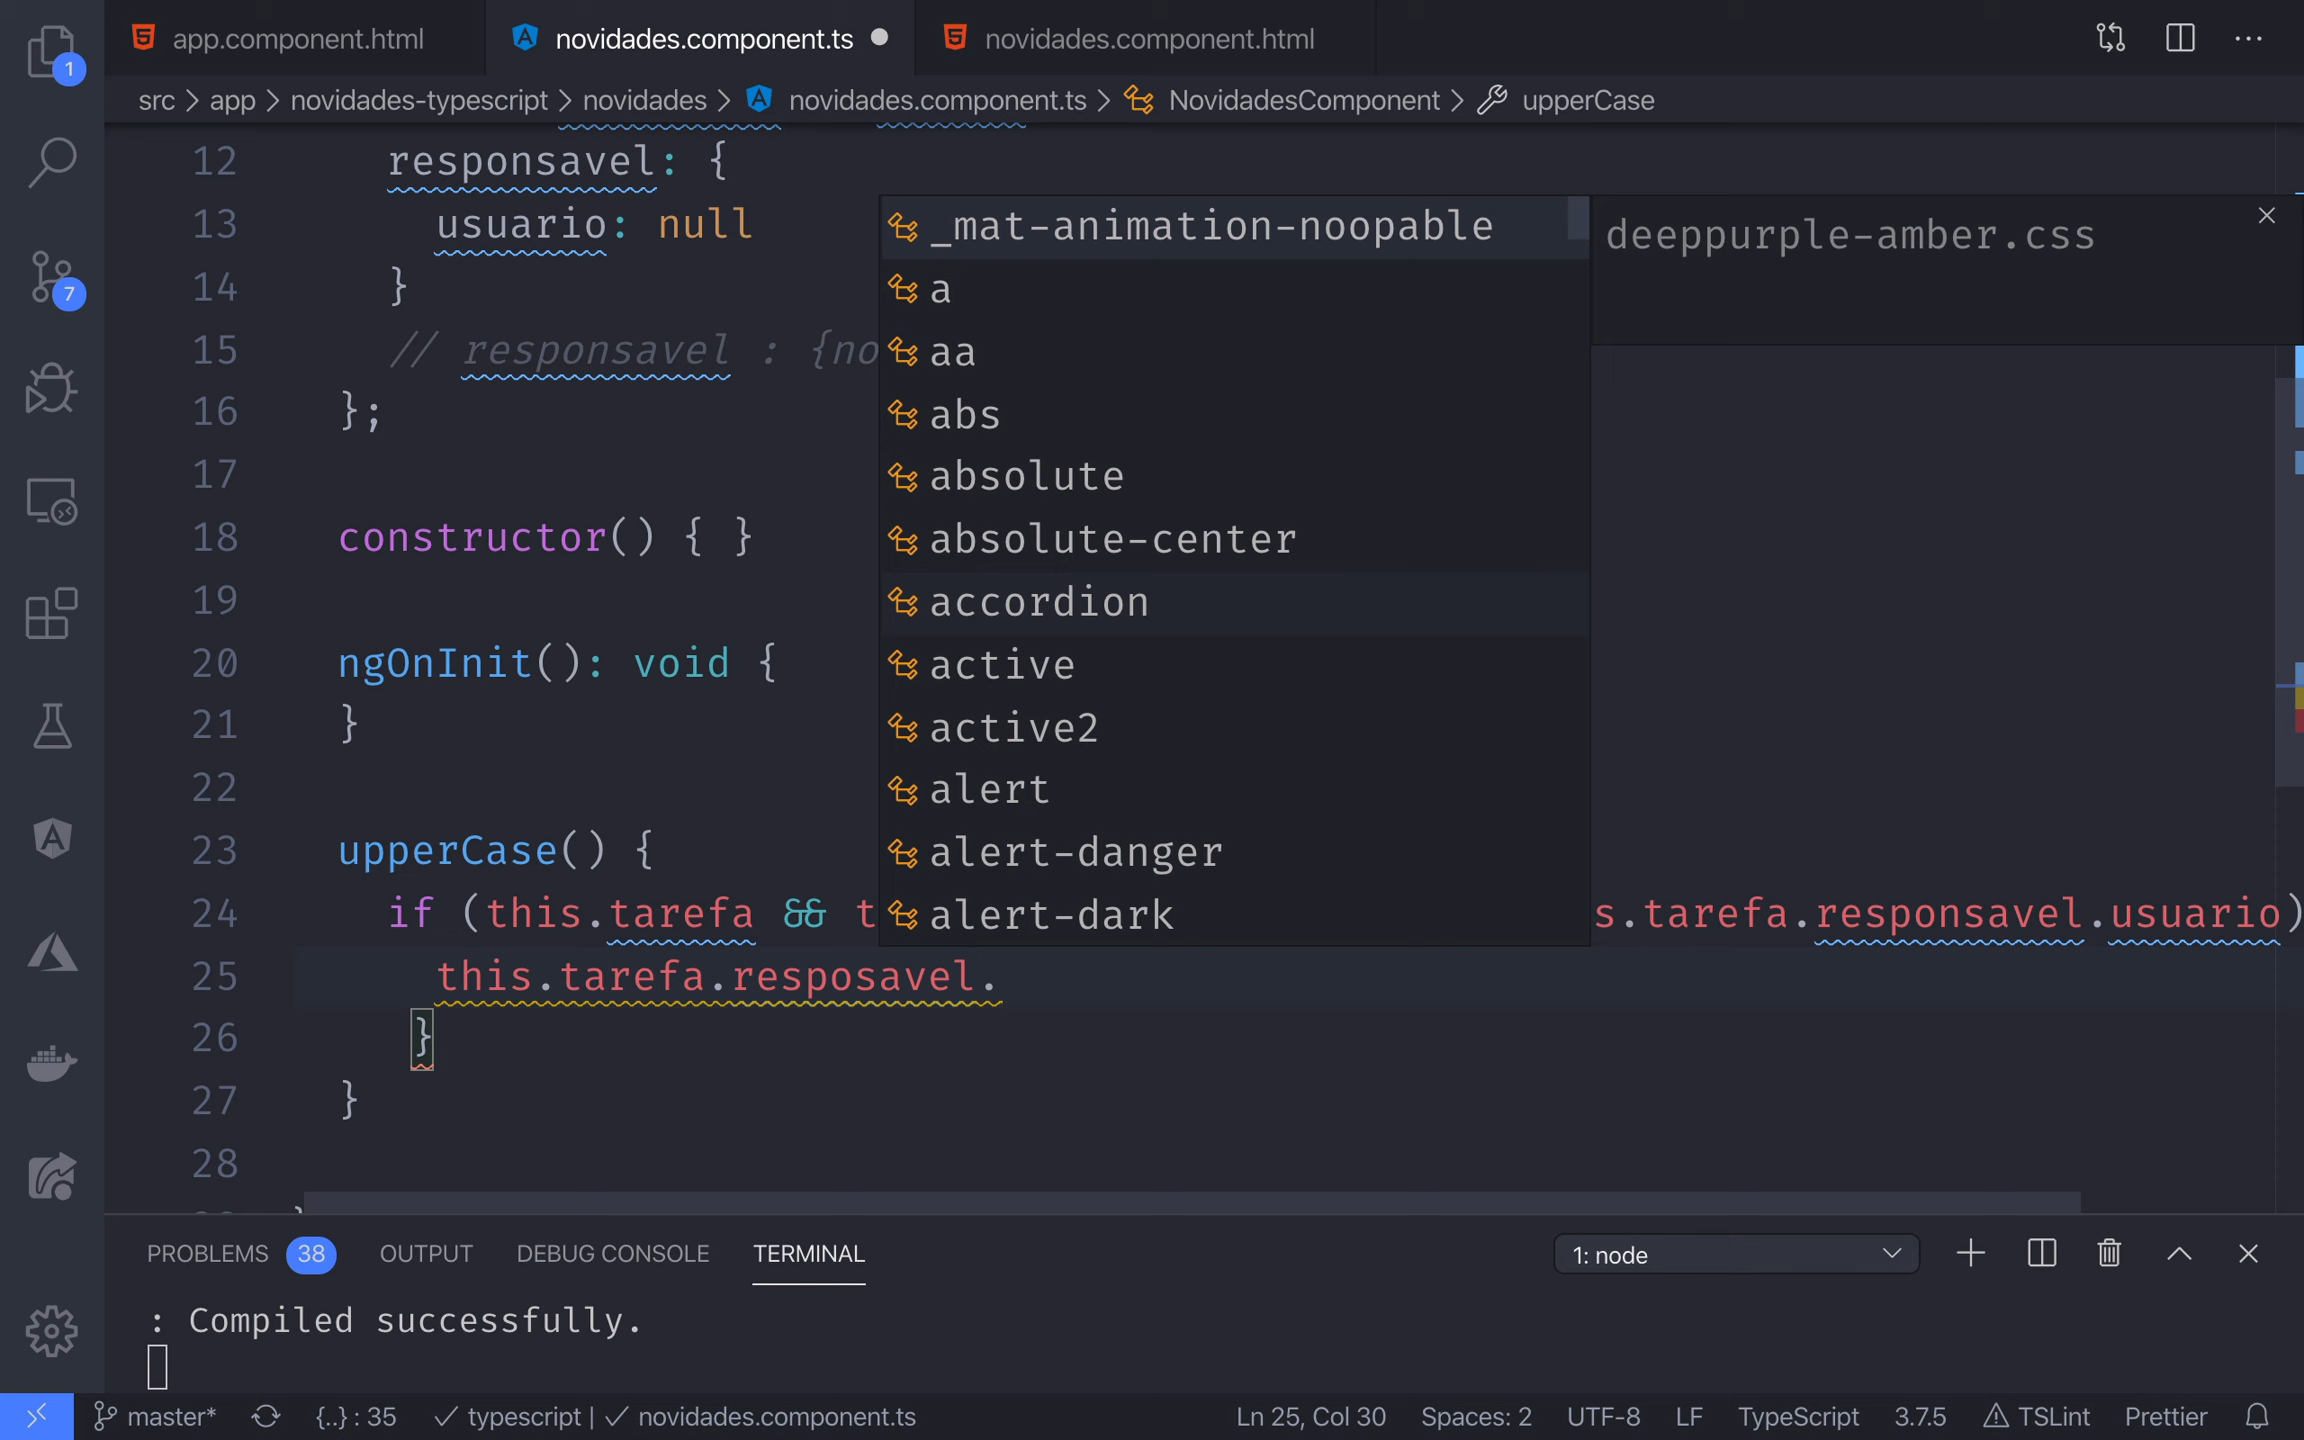 app.component.html
novidades.component.ts
novidades.component.html
src > app > novidades-typescript > novidades > novidades.component.ts > NovidadesComponent > upperCase
1
7
12 responsavel: {
13 usuario: null
14 }
15 // responsavel : {no
16 };
17
18 constructor() { }
19
20 ngOnInit(): void {
21 }
22
23 upperCase() {
24 if (this.tarefa && t s.tarefa.responsavel.usuario)
25 this.tarefa.resposavel.
26 }
27 }
28
_mat-animation-noopable
deeppurple-amber.css
a
aa
abs
absolute
absolute-center
accordion
active
active2
alert
alert-danger
alert-dark
PROBLEMS 38 OUTPUT DEBUG CONSOLE TERMINAL 1: node
: Compiled successfully.
master* {..} : 35 typescript | novidades.component.ts Ln 25, Col 30 Spaces: 2 UTF-8 LF TypeScript 3.7.5 TSLint Prettier